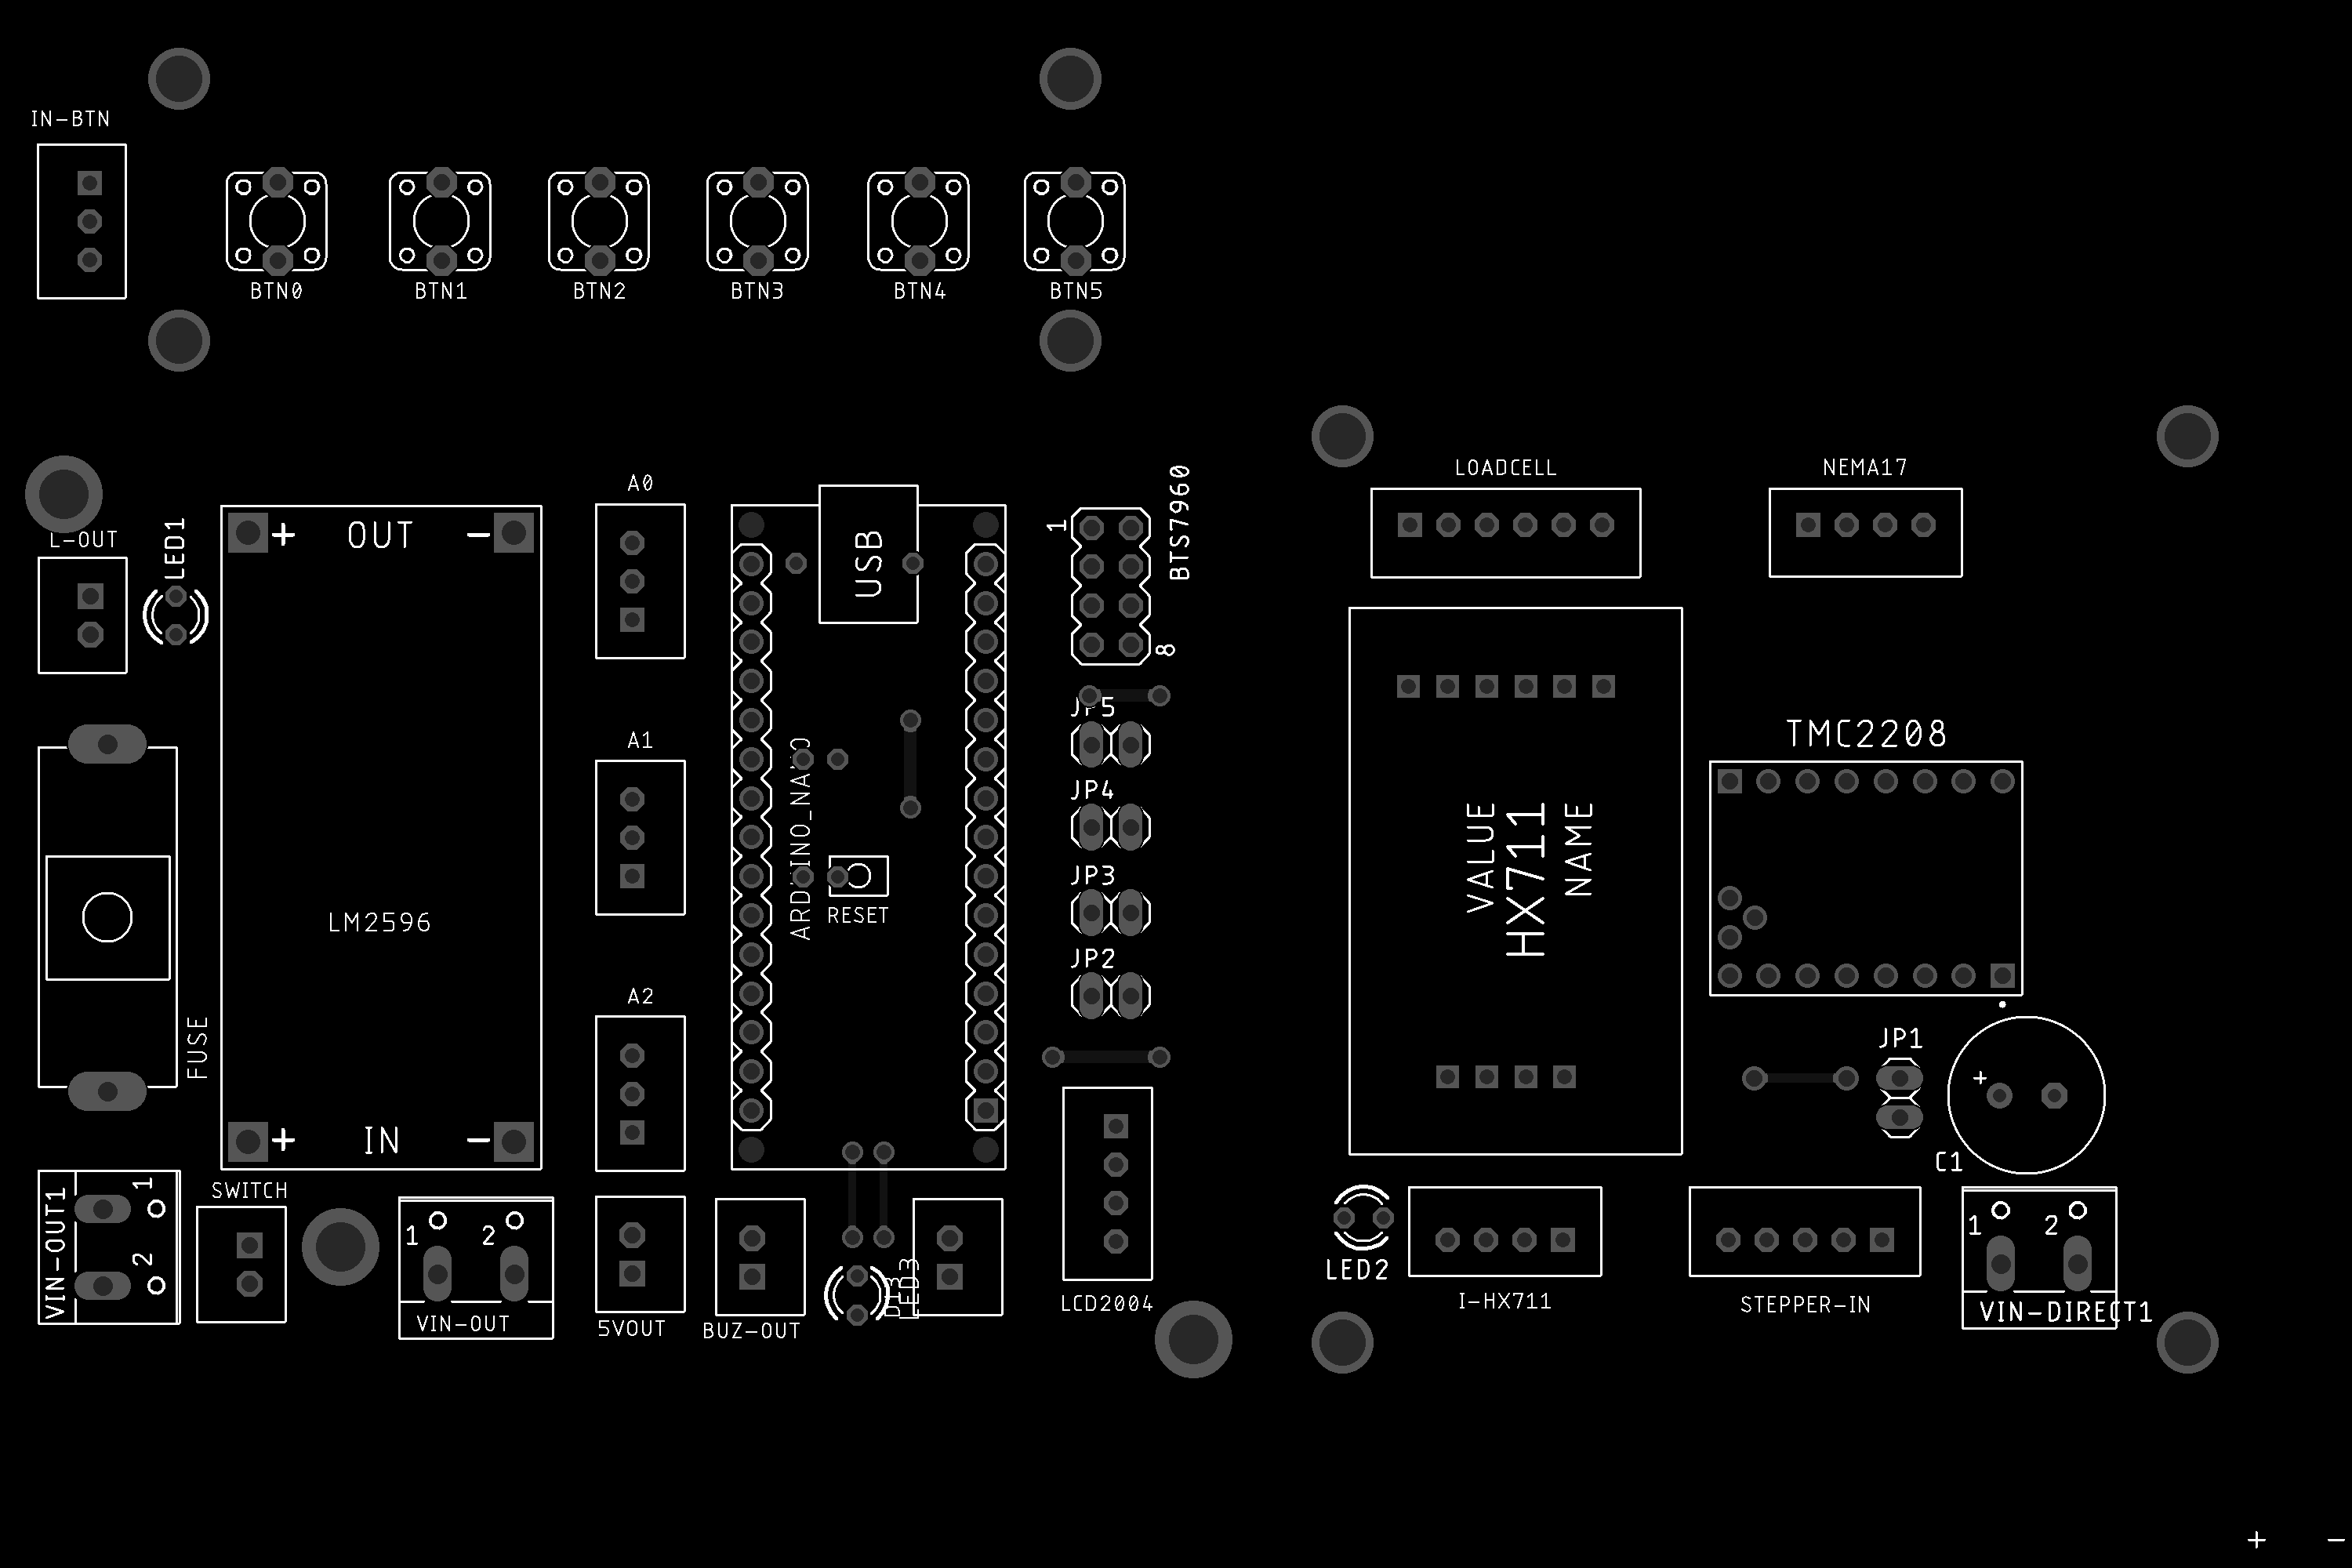 IN-BTN
BTN0
BTN1
BTN2
BTN3
BTN4
BTN5
L-OUT
LED1
+ OUT -
LM2596
+ IN -
FUSE
A0
A1
A2
USB
ARDUINO_NANO
RESET
1
BTS7960
8
JP5
JP4
JP3
JP2
LOADCELL
NEMA17
VALUE
HX711
NAME
TMC2208
JP1
+
C1
VIN-OUT1
1
2
SWITCH
1 2
VIN-OUT
5VOUT
BUZ-OUT
LED3
LCD2004
LED2
I-HX711
STEPPER-IN
1 2
VIN-DIRECT1
+ -